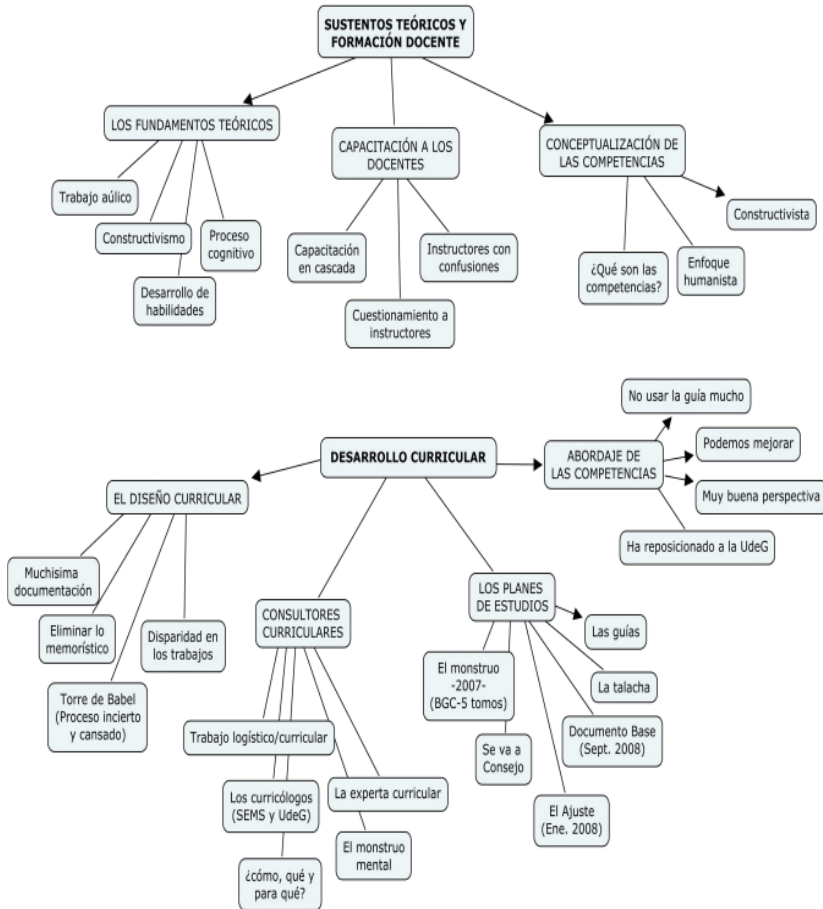 SUSTENTOS TEÓRICOS Y
FORMACIÓN DOCENTE
LOS FUNDAMENTOS TEÓRICOS
CAPACITACIÓN A LOS
DOCENTES
CONCEPTUALIZACIÓN DE
LAS COMPETENCIAS
Trabajo aúlico
Constructivismo
Proceso
cognitivo
Desarrollo de
habilidades
Capacitación
en cascada
Instructores con
confusiones
Cuestionamiento a
instructores
Constructivista
¿Qué son las
competencias?
Enfoque
humanista
DESARROLLO CURRICULAR
No usar la guía mucho
ABORDAJE DE
LAS COMPETENCIAS
Podemos mejorar
Muy buena perspectiva
Ha reposicionado a la UdeG
EL DISEÑO CURRICULAR
Muchisima
documentación
Eliminar lo
memorístico
Disparidad en
los trabajos
Torre de Babel
(Proceso incierto
y cansado)
CONSULTORES
CURRICULARES
Trabajo logístico/curricular
Los curricólogos
(SEMS y UdeG)
La experta curricular
El monstruo
mental
¿cómo, qué y
para qué?
LOS PLANES
DE ESTUDIOS
Las guías
El monstruo
-2007-
(BGC-5 tomos)
La talacha
Se va a
Consejo
Documento Base
(Sept. 2008)
El Ajuste
(Ene. 2008)